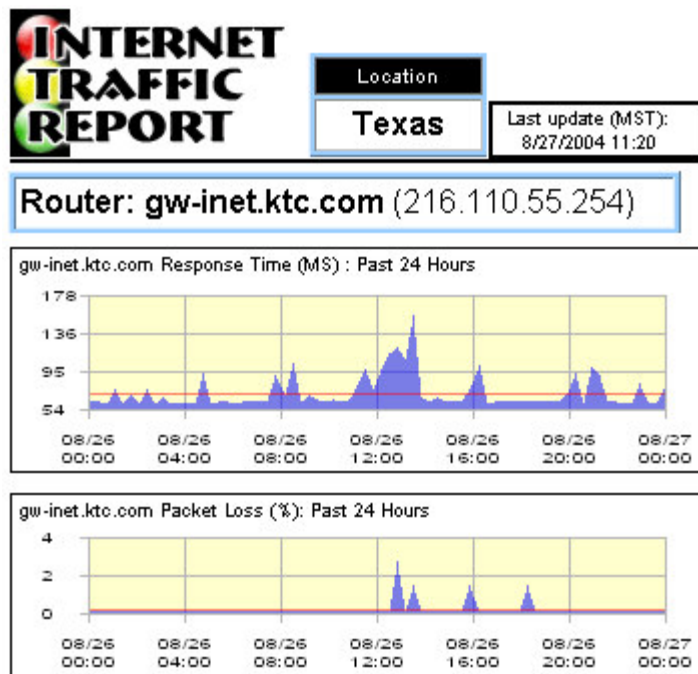 INTERNET
TRAFFIC
REPORT
Location
Texas
Last update (MST):
8/27/2004 11:20
Router: gw-inet.ktc.com (216.110.55.254)
gw-inet.ktc.com Response Time (MS) : Past 24 Hours
178
136
95
54
08/26 08/26 08/26 08/26 08/26 08/26 08/27
00:00 04:00 08:00 12:00 16:00 20:00 00:00
gw-inet.ktc.com Packet Loss (%): Past 24 Hours
4
2
0
08/26 08/26 08/26 08/26 08/26 08/26 08/27
00:00 04:00 08:00 12:00 16:00 20:00 00:00